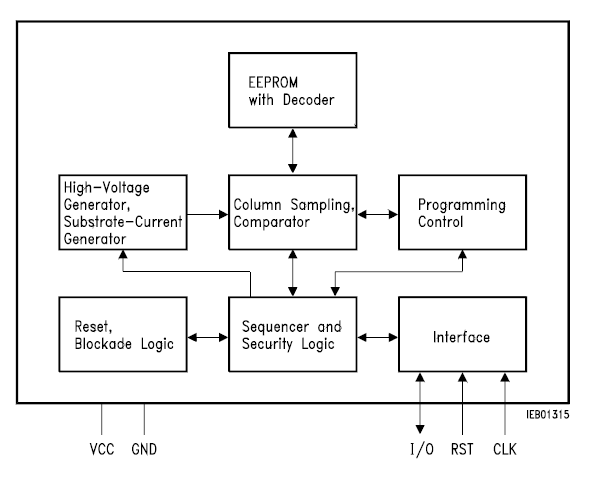 EEPROM
with Decoder
High-Voltage
Generator,
Substrate-Current
Generator
Column Sampling,
Comparator
Programming
Control
Reset,
Blockade Logic
Sequencer and
Security Logic
Interface
IEB01315
VCC
GND
I/O
RST
CLK